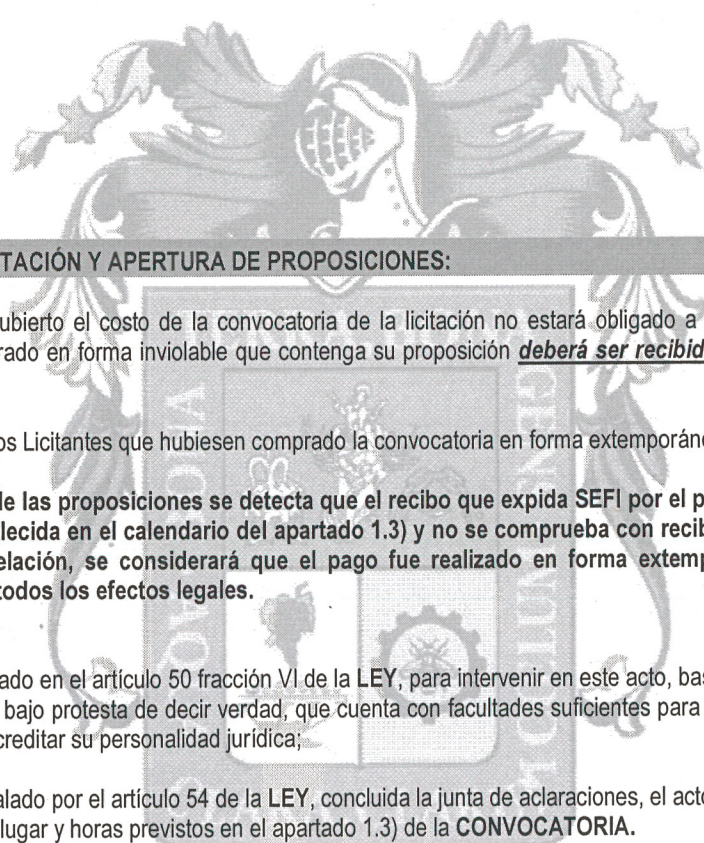 TACIÓN Y APERTURA DE PROPOSICIONES:
ubierto el costo de la convocatoria de la licitación no estará obligado a
rado en forma inviolable que contenga su proposición deberá ser recibid
os Licitantes que hubiesen comprado la convocatoria en forma extemporáne
de las proposiciones se detecta que el recibo que expida SEFI por el p
lecida en el calendario del apartado 1.3) y no se comprueba con recib
elación, se considerará que el pago fue realizado en forma extemp
todos los efectos legales.
ado en el artículo 50 fracción VI de la LEY, para intervenir en este acto, bas
bajo protesta de decir verdad, que cuenta con facultades suficientes para
creditar su personalidad jurídica;
alado por el artículo 54 de la LEY, concluida la junta de aclaraciones, el acto
lugar y horas previstos en el apartado 1.3) de la CONVOCATORIA.